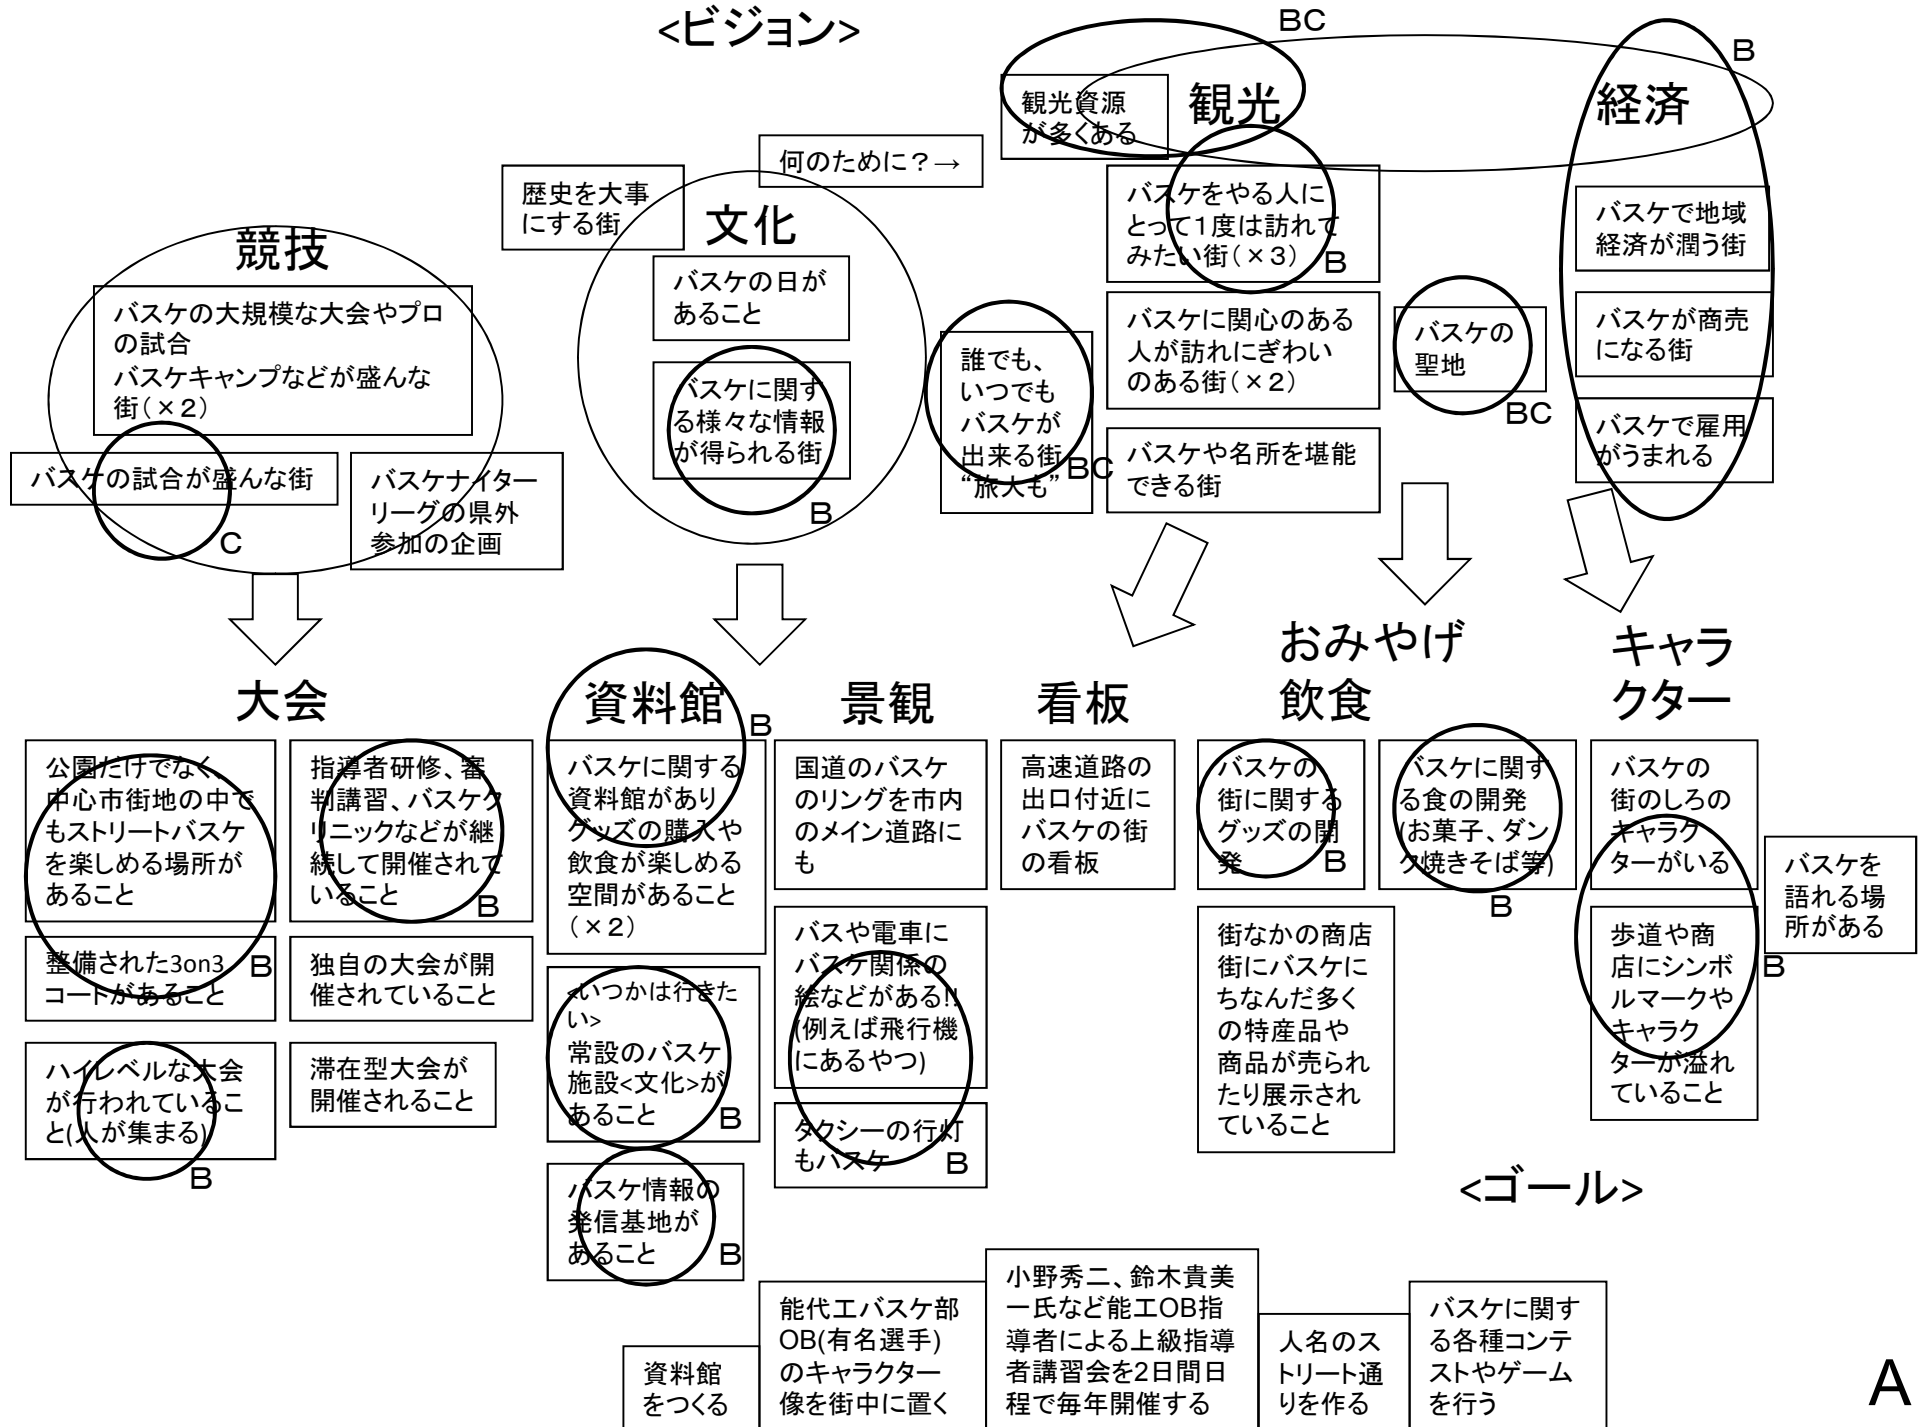 <ビジョン>
BC
B
観光資源
が多くある
観光
経済
何のために？→
歴史を大事
にする街
文化
バスケの日が
あること
バスケに関す
る様々な情報
が得られる街
B
競技
バスケの大規模な大会やプロ
の試合
バスケキャンプなどが盛んな
街（×２）
バスケの試合が盛んな街
C
バスケナイター
リーグの県外
参加の企画
誰でも、
いつでも
バスケが
出来る街
“旅人も”
BC
バスケをやる人に
とって１度は訪れて
みたい街（×３）
B
バスケに関心のある
人が訪れにぎわい
のある街（×２）
バスケや名所を堪能
できる街
バスケの
聖地
BC
バスケで地域
経済が潤う街
バスケが商売
になる街
バスケで雇用
がうまれる
大会
公園だけでなく、
中心市街地の中で
もストリートバスケ
を楽しめる場所が
あること
整備された3on3
コートがあること
B
ハイレベルな大会
が行われているこ
と(人が集まる)
B
指導者研修、審
判講習、バスケク
リニックなどが継
続して開催されて
いること
B
独自の大会が開
催されていること
滞在型大会が
開催されること
資料館
B
バスケに関する
資料館があり
グッズの購入や
飲食が楽しめる
空間があること
（×２）
<いつかは行きた
い>
常設のバスケ
施設<文化>が
あること
B
バスケ情報の
発信基地が
あること
B
景観
国道のバスケ
のリングを市内
のメイン道路に
も
バスや電車に
バスケ関係の
絵などがある!!
(例えば飛行機
にあるやつ)
タクシーの行灯
もバスケ
B
看板
高速道路の
出口付近に
バスケの街
の看板
おみやげ
飲食
バスケの
街に関する
グッズの開
発
B
バスケに関す
る食の開発
(お菓子、ダン
ク焼きそば等)
B
街なかの商店
街にバスケに
ちなんだ多く
の特産品や
商品が売られ
たり展示され
ていること
キャラ
クター
バスケの
街のしろの
キャラク
ターがいる
歩道や商
店にシンボ
ルマークや
キャラク
ターが溢れ
ていること
B
バスケを
語れる場
所がある
<ゴール>
資料館
をつくる
能代工バスケ部
OB(有名選手)
のキャラクター
像を街中に置く
小野秀二、鈴木貴美
一氏など能工OB指
導者による上級指導
者講習会を2日間日
程で毎年開催する
人名のス
トリート通
りを作る
バスケに関す
る各種コンテ
ストやゲーム
を行う
A